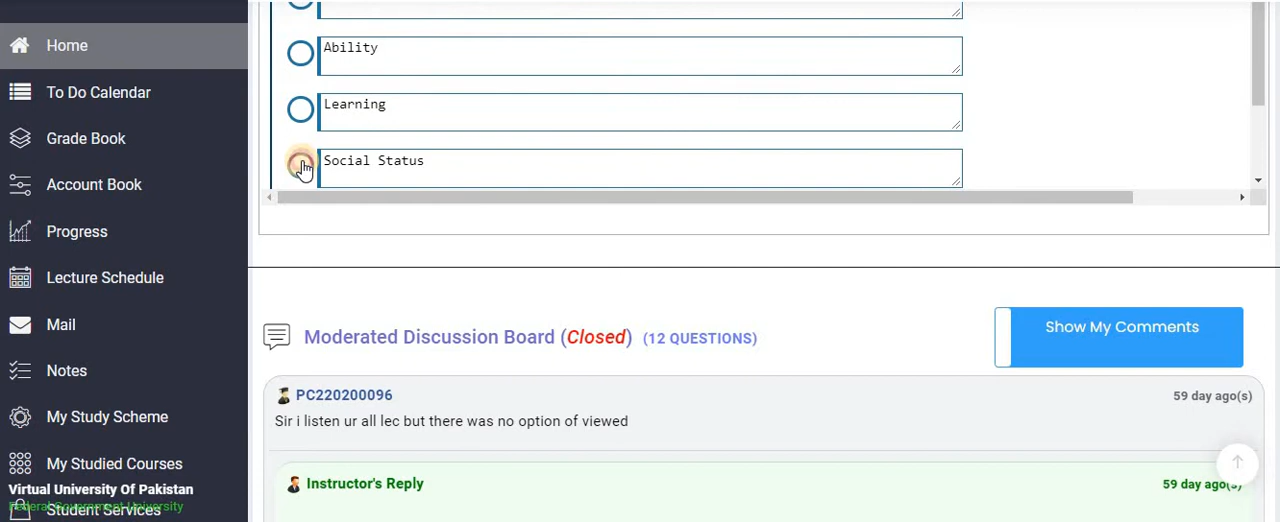 Home
To Do Calendar
Grade Book
Account Book
Progress
Lecture Schedule
Mail
Notes
My Study Scheme
My Studied Courses
Virtual University Of Pakistan
Federal Government University
Student Services
Ability
Learning
Social Status
Moderated Discussion Board (Closed) (12 QUESTIONS)
Show My Comments
PC220200096 59 day ago(s)
Sir i listen ur all lec but there was no option of viewed
Instructor's Reply 59 day ago(s)